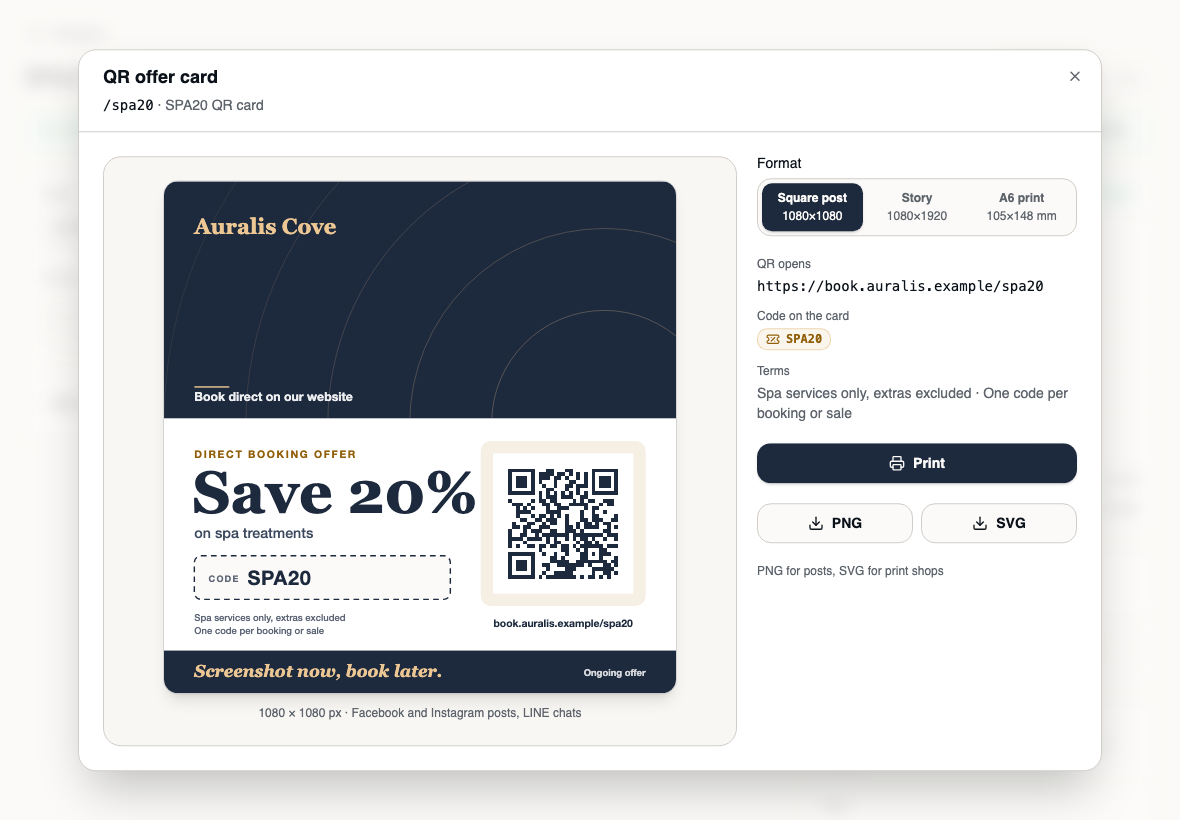 QR offer card
/spa20 · SPA20 QR card
Auralis Cove
Book direct on our website
DIRECT BOOKING OFFER
Save 20%
on spa treatments
CODE SPA20
Spa services only, extras excluded
One code per booking or sale
book.auralis.example/spa20
Screenshot now, book later.
Ongoing offer
1080 × 1080 px · Facebook and Instagram posts, LINE chats
Format
Square post
1080×1080
Story
1080×1920
A6 print
105×148 mm
QR opens
https://book.auralis.example/spa20
Code on the card
SPA20
Terms
Spa services only, extras excluded · One code per
booking or sale
Print
PNG
SVG
PNG for posts, SVG for print shops